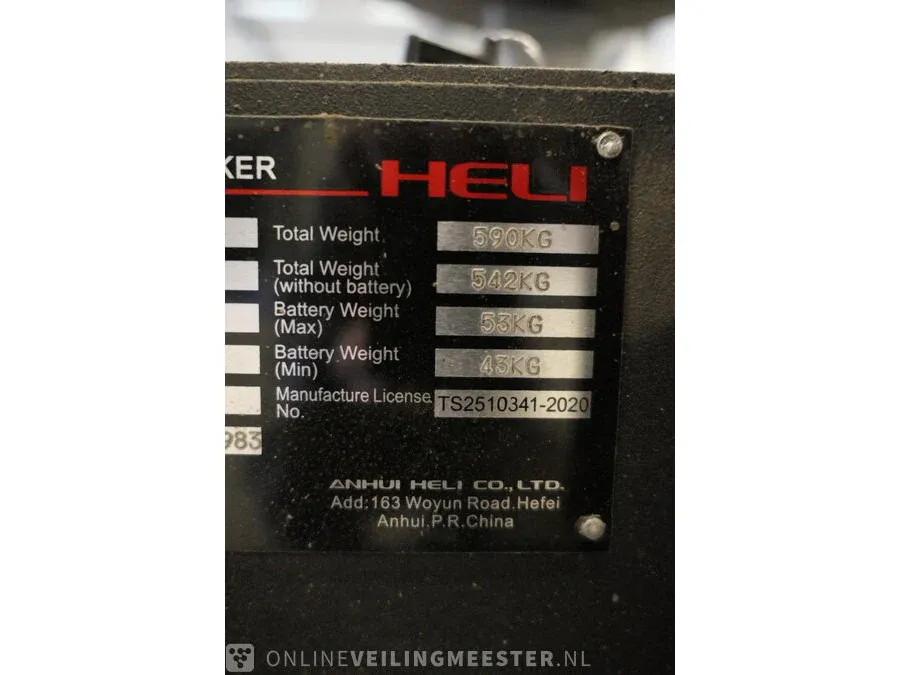 KER HELI
Total Weight 590KG
Total Weight
(without battery) 542KG
Battery Weight
(Max) 53KG
Battery Weight
(Min) 43KG
Manufacture License
No. TS2510341-2020
983
ANHUI HELI CO.,LTD.
Add:163 Woyun Road.Hefei
Anhui.P.R.China
ONLINEVEILINGMEESTER.NL